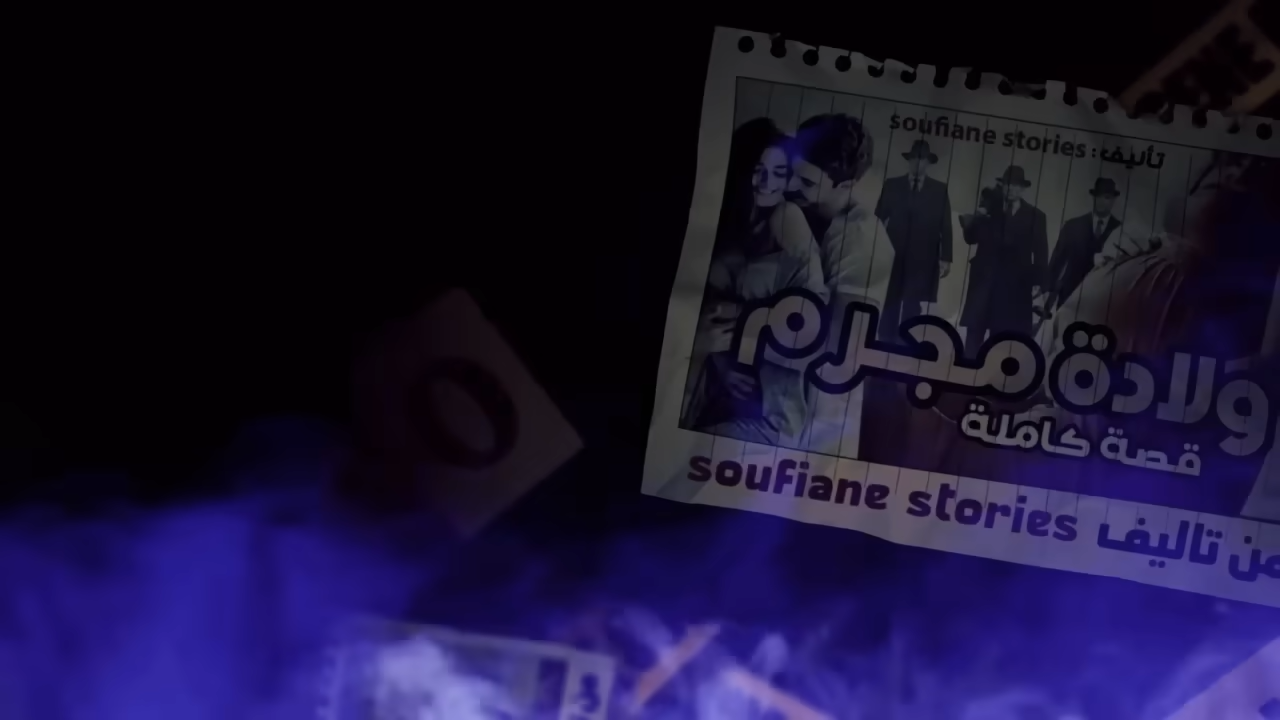 تأليف: soufiane stories
ولادة مجرم
قصة كاملة
من تاليف soufiane stories